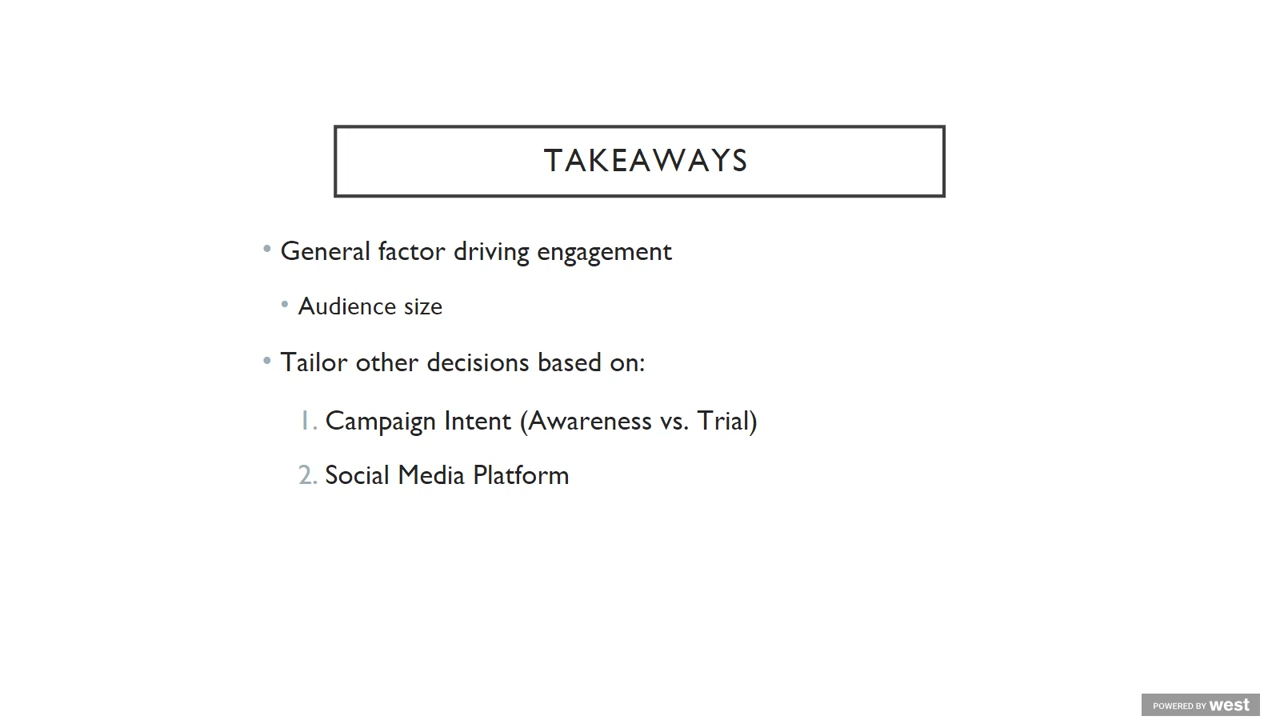 TAKEAWAYS
• General factor driving engagement
• Audience size
• Tailor other decisions based on:
1. Campaign Intent (Awareness vs. Trial)
2. Social Media Platform
POWERED BY west